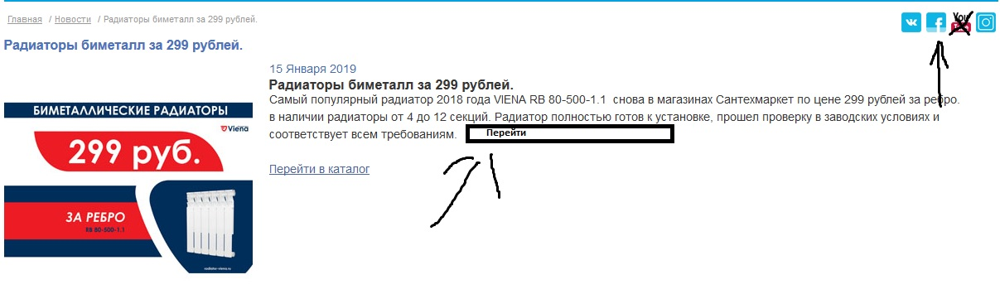 Главная / Новости / Радиаторы биметалл за 299 рублей.
You
Радиаторы биметалл за 299 рублей.
15 Января 2019
Радиаторы биметалл за 299 рублей.
Самый популярный радиатор 2018 года VIENA RB 80-500-1.1 снова в магазинах Сантехмаркет по цене 299 рублей за ребро.
в наличии радиаторы от 4 до 12 секций. Радиатор полностью готов к установке, прошел проверку в заводских условиях и
соответствует всем требованиям. Перейти
Перейти в каталог
БИМЕТАЛЛИЧЕСКИЕ РАДИАТОРЫ
Viena
299 руб.
ЗА РЕБРО
RB 80-500-1.1
radiator-viena.ru